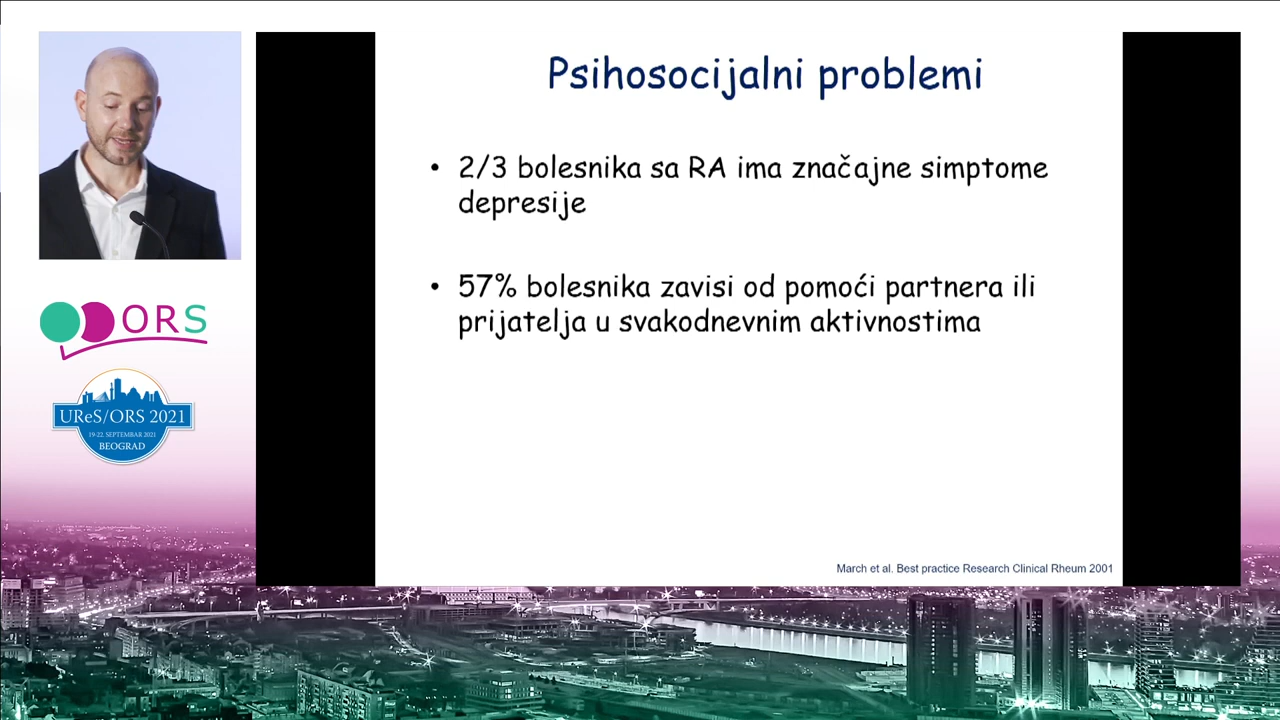 Psihosocijalni problemi
• 2/3 bolesnika sa RA ima značajne simptome
depresije
• 57% bolesnika zavisi od pomoći partnera ili
prijatelja u svakodnevnim aktivnostima
March et al. Best practice Research Clinical Rheum 2001
ORS
UReS/ORS 2021
19-22. SEPTEMBAR 2021
BEOGRAD